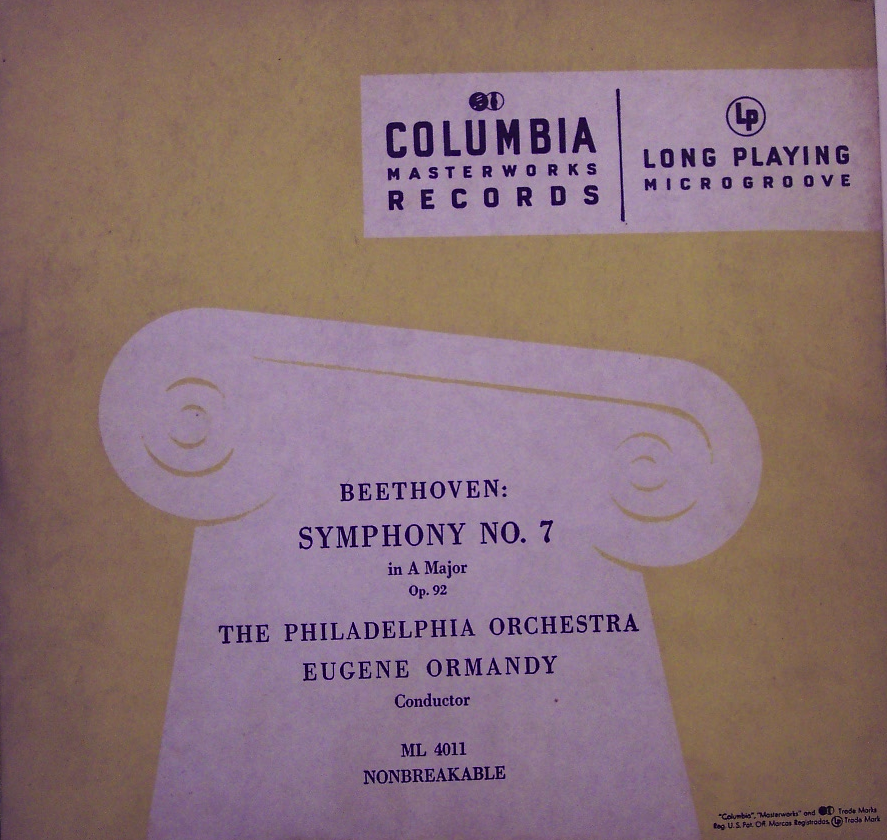 COLUMBIA
MASTERWORKS
RECORDS
Lp
LONG PLAYING
MICROGROOVE
BEETHOVEN:
SYMPHONY NO. 7
in A Major
Op. 92
THE PHILADELPHIA ORCHESTRA
EUGENE ORMANDY
Conductor
ML 4011
NONBREAKABLE
"Columbia", "Masterworks" and Trade Marks
Reg. U. S. Pat. Off. Marcas Registradas, Lp Trade Mark